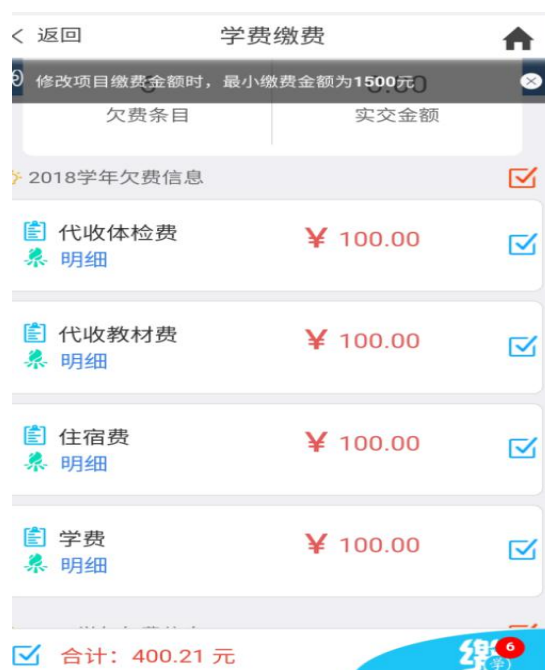 返回
学费缴费
修改项目缴费金额时，最小缴费金额为1500元
欠费条目
实交金额
2018学年欠费信息
代收体检费
¥ 100.00
明细
代收教材费
¥ 100.00
明细
住宿费
¥ 100.00
明细
学费
¥ 100.00
明细
合计：400.21 元
缴
6